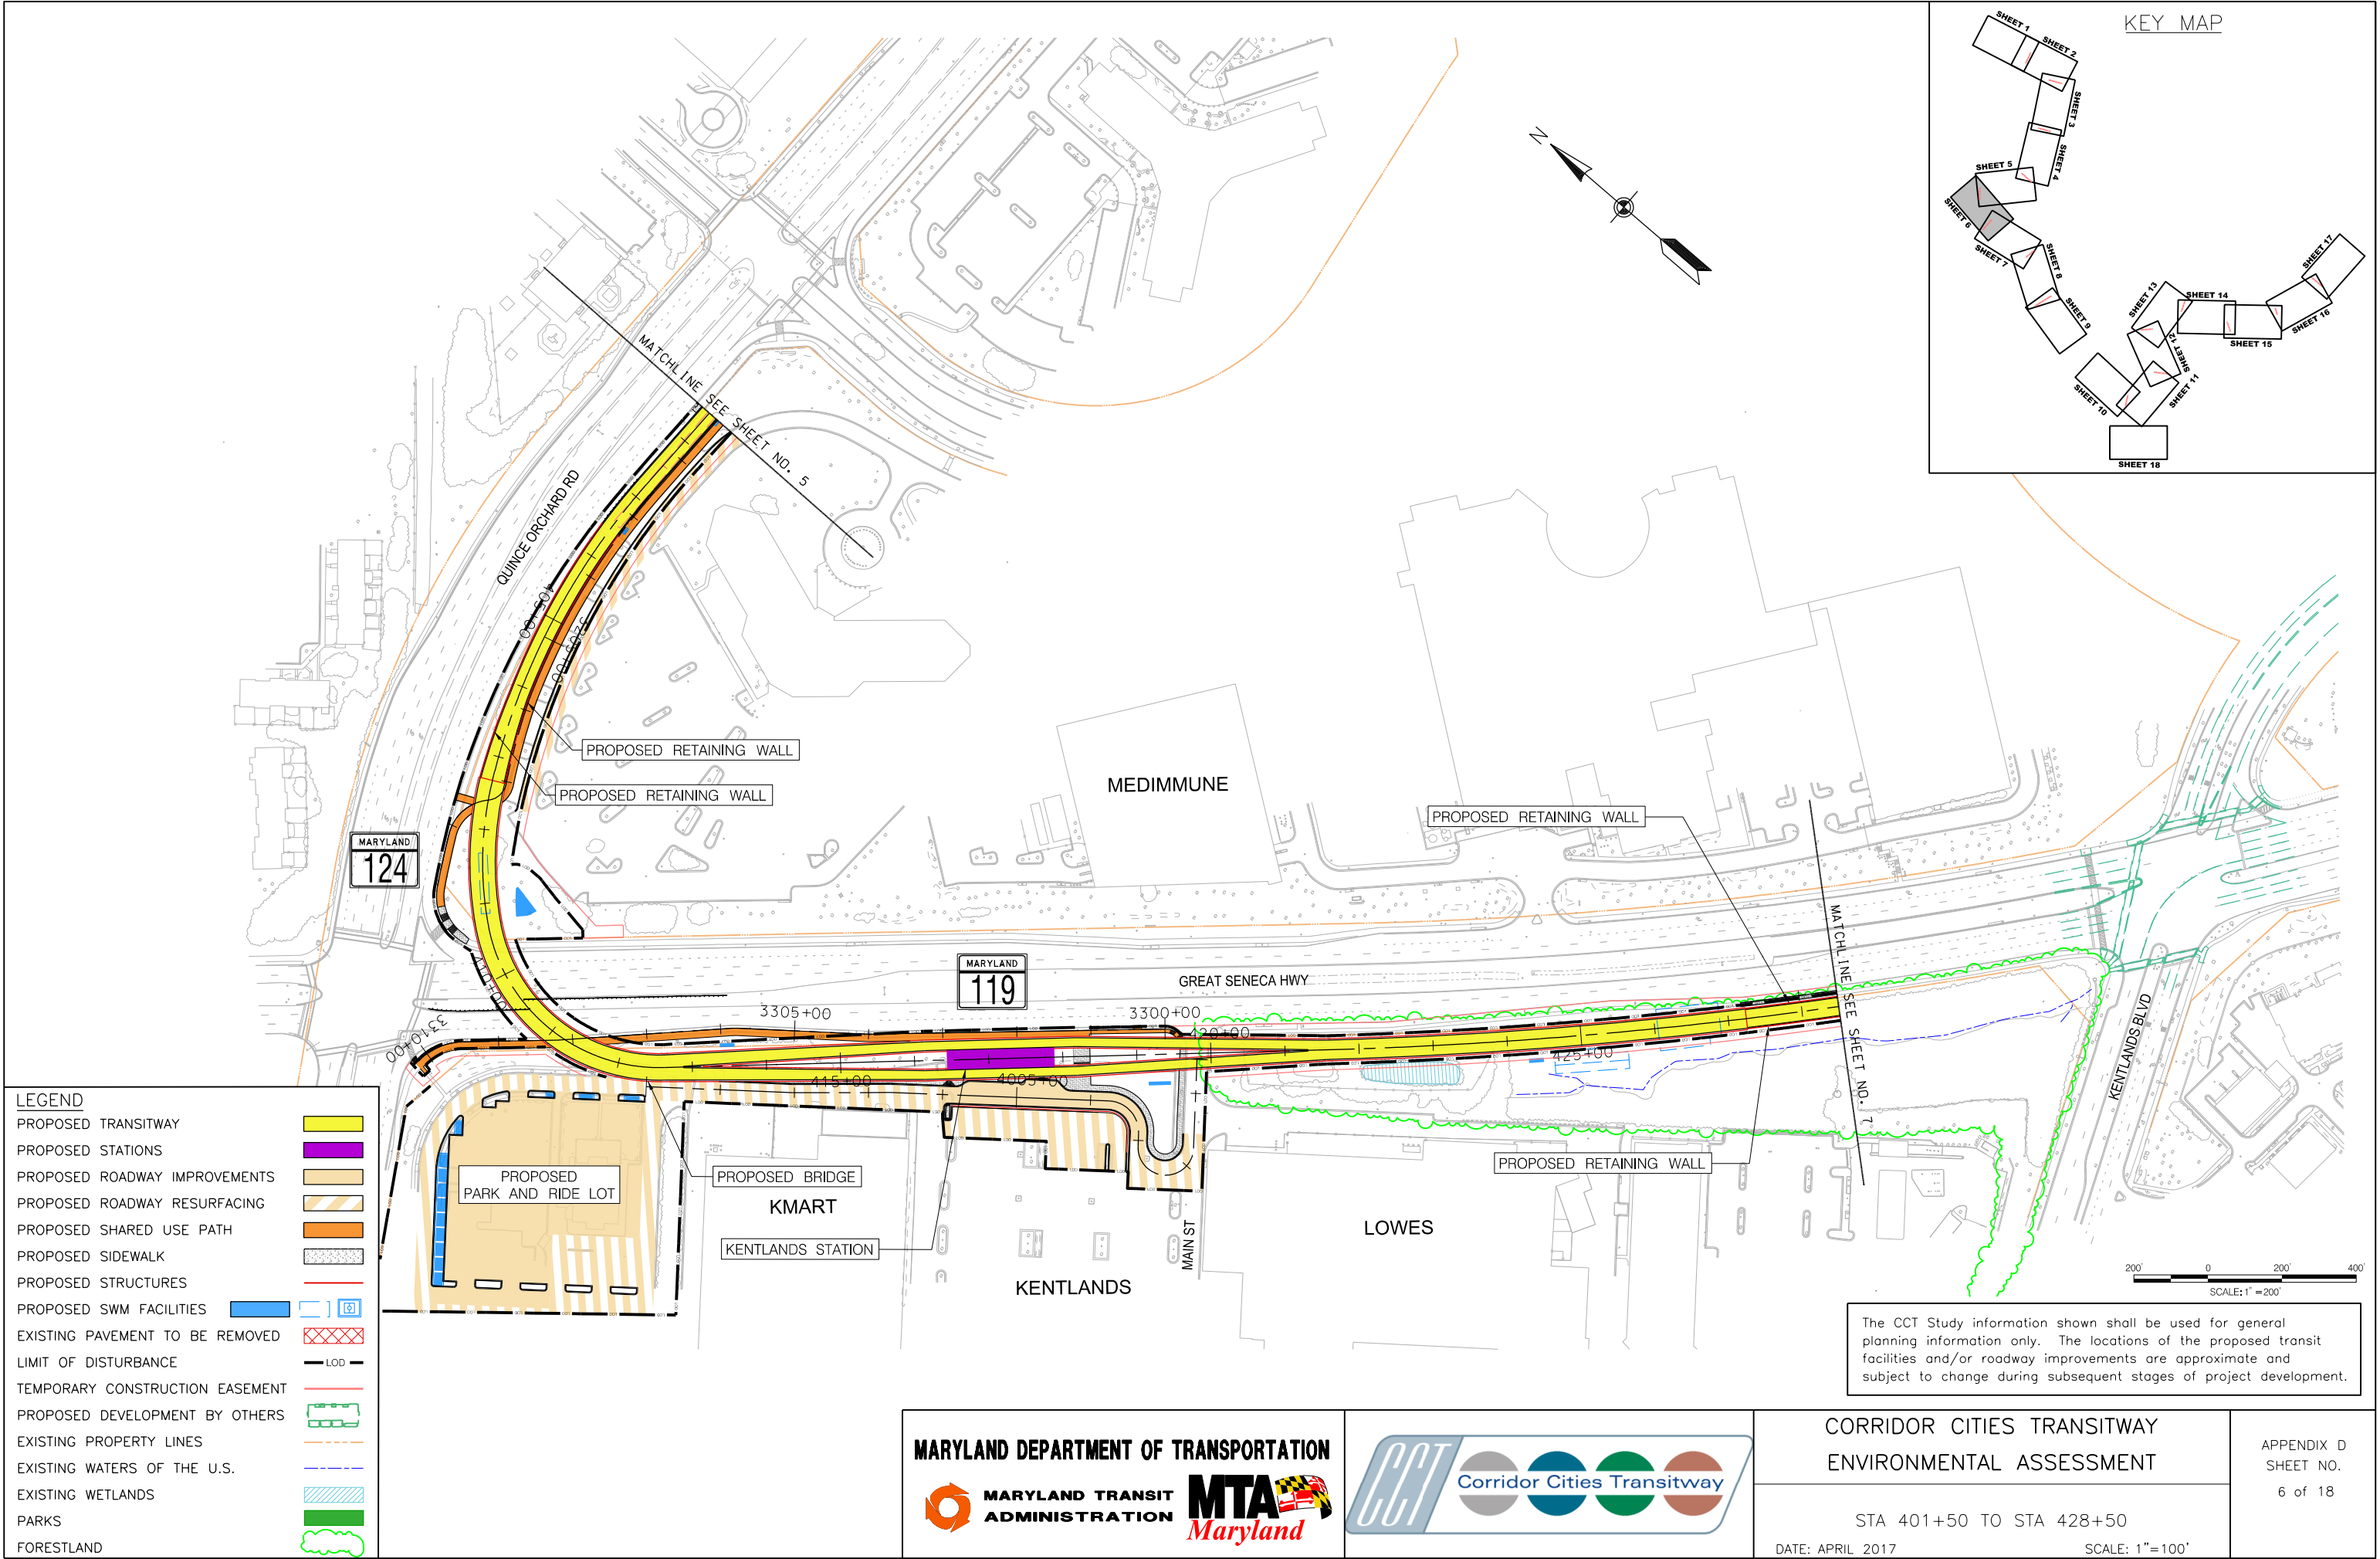 KEY MAP
SHEET 1
SHEET 2
SHEET 3
SHEET 4
SHEET 5
SHEET 6
SHEET 7
SHEET 8
SHEET 9
SHEET 10
SHEET 11
SHEET 12
SHEET 13
SHEET 14
SHEET 15
SHEET 16
SHEET 17
SHEET 18
N
MATCHLINE SEE SHEET NO. 5
QUINCE ORCHARD RD
405+00
3295+00
PROPOSED RETAINING WALL
PROPOSED RETAINING WALL
MARYLAND
124
MEDIMMUNE
PROPOSED RETAINING WALL
MATCHLINE SEE SHEET NO. 7
MARYLAND
119
GREAT SENECA HWY
410+00
3310+00
3305+00
3300+00
420+00
415+00
4005+00
425+00
KENTLANDS BLVD
PROPOSED
PARK AND RIDE LOT
PROPOSED BRIDGE
KMART
KENTLANDS STATION
KENTLANDS
MAIN ST
LOWES
PROPOSED RETAINING WALL
200' 0 200' 400'
SCALE: 1" = 200'
LEGEND
PROPOSED TRANSITWAY
PROPOSED STATIONS
PROPOSED ROADWAY IMPROVEMENTS
PROPOSED ROADWAY RESURFACING
PROPOSED SHARED USE PATH
PROPOSED SIDEWALK
PROPOSED STRUCTURES
PROPOSED SWM FACILITIES
EXISTING PAVEMENT TO BE REMOVED
LIMIT OF DISTURBANCE LOD
TEMPORARY CONSTRUCTION EASEMENT
PROPOSED DEVELOPMENT BY OTHERS
EXISTING PROPERTY LINES
EXISTING WATERS OF THE U.S.
EXISTING WETLANDS
PARKS
FORESTLAND
The CCT Study information shown shall be used for general
planning information only. The locations of the proposed transit
facilities and/or roadway improvements are approximate and
subject to change during subsequent stages of project development.
MARYLAND DEPARTMENT OF TRANSPORTATION
MARYLAND TRANSIT
ADMINISTRATION
MTA
Maryland
CCT
Corridor Cities Transitway
CORRIDOR CITIES TRANSITWAY
ENVIRONMENTAL ASSESSMENT
STA 401+50 TO STA 428+50
DATE: APRIL 2017 SCALE: 1"=100'
APPENDIX D
SHEET NO.
6 of 18